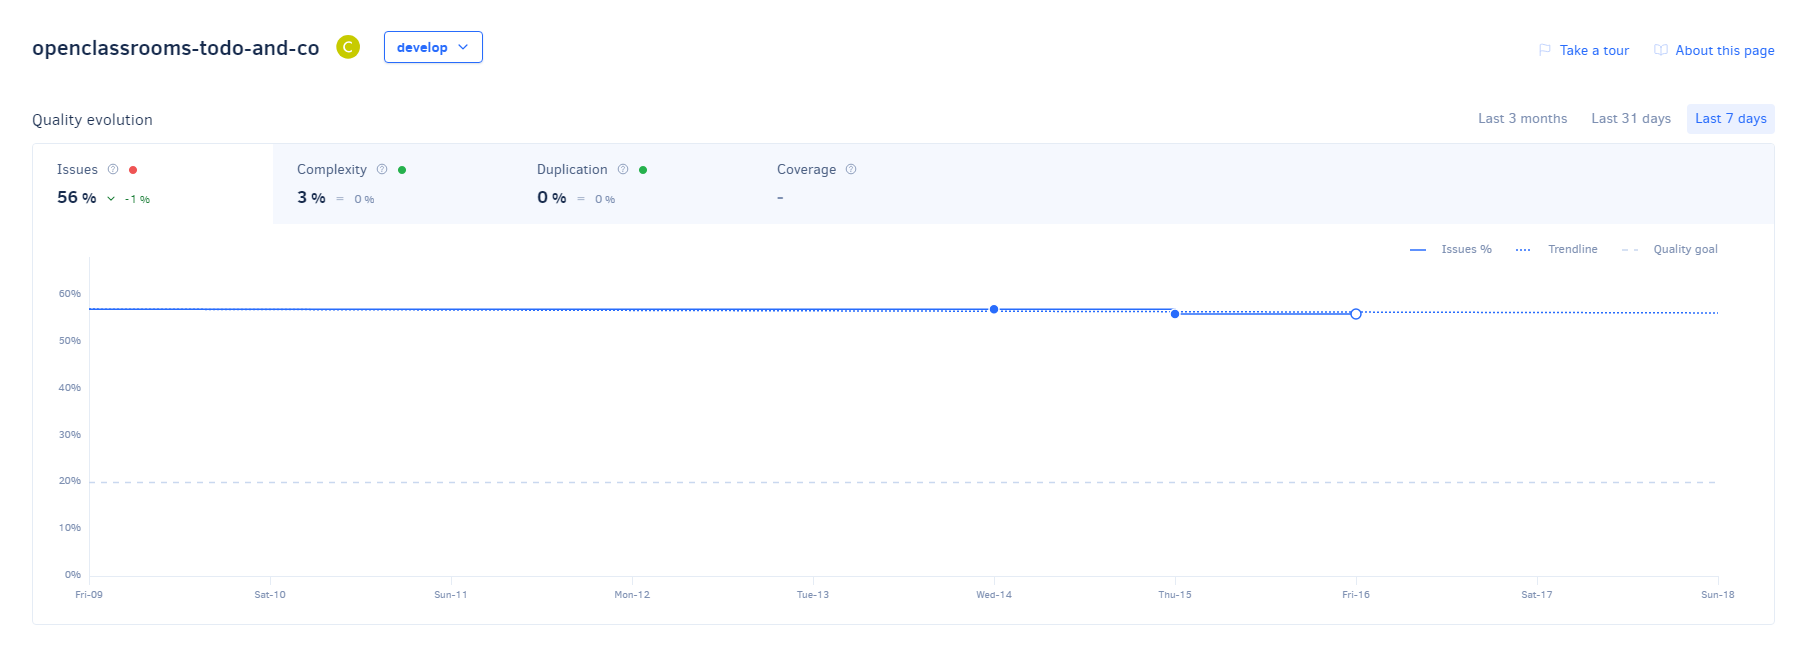 openclassrooms-todo-and-co C develop
Take a tour About this page
Quality evolution
Last 3 months Last 31 days Last 7 days
Issues Complexity Duplication Coverage
56 % -1 % 3 % = 0 % 0 % = 0 % -
Issues % Trendline Quality goal
60%
50%
40%
30%
20%
10%
0%
Fri-09 Sat-10 Sun-11 Mon-12 Tue-13 Wed-14 Thu-15 Fri-16 Sat-17 Sun-18